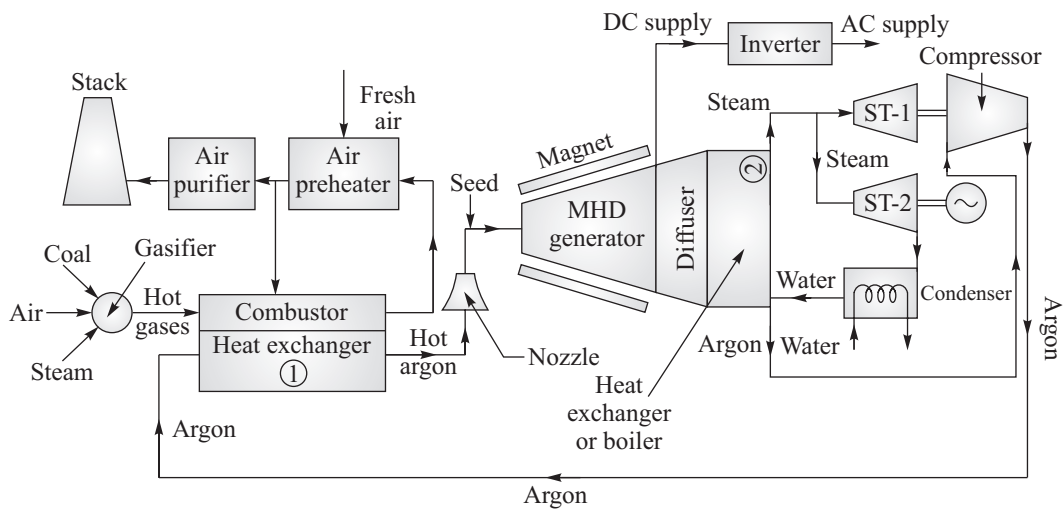 DC supply
AC supply
Inverter
Compressor
Stack
Fresh
air
Steam
ST-1
Air
purifier
Air
preheater
Magnet
Seed
Steam
2
MHD
generator
Diffuser
ST-2
Coal
Gasifier
Water
Condenser
Air
Hot
gases
Combustor
Heat exchanger
1
Hot
argon
Nozzle
Argon
Water
Argon
Steam
Heat
exchanger
or boiler
Argon
Argon